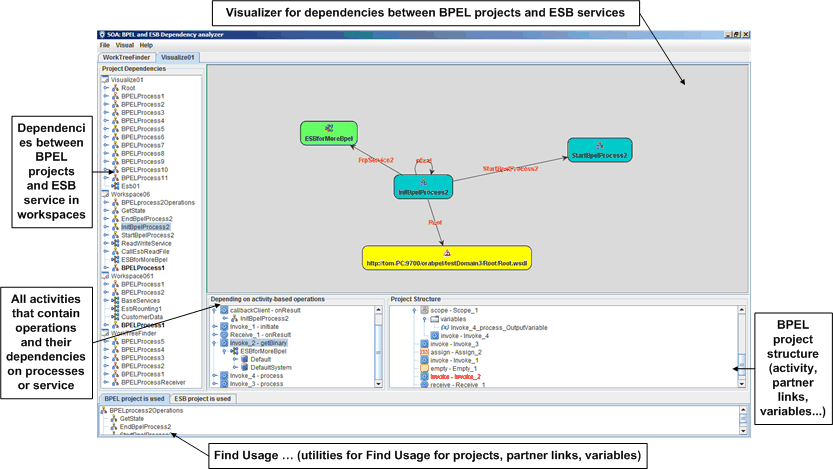 Visualizer for dependencies between BPEL projects and ESB services
SOA: BPEL and ESB Dependency analyzer
File Visual Help
WorkTreeFinder Visualize01
Project Dependencies
Visualize01
Root
BPELProcess1
BPELProcess2
BPELProcess3
BPELProcess4
BPELProcess5
BPELProcess6
BPELProcess7
BPELProcess8
BPELProcess9
BPELProcess10
BPELProcess11
Esb01
Workspace06
BPELprocess2Operations
GetState
EndBpelProcess2
InitBpelProcess2
StartBpelProcess2
ReadWriteService
CallEsbReadFile
ESBforMoreBpel
BPELProcess1
Workspace061
BPELProcess1
BPELProcess2
BaseServices
EsbRounting1
CustomerData
BPELProcess1
WorkTreeFinder
BPELProcess5
BPELProcess4
BPELProcess3
BPELProcess2
BPELProcess1
BPELProcessReceiver
Dependenci
es between
BPEL
projects
and ESB
service in
workspaces
All activities
that contain
operations
and their
dependencies
on processes
or service
ESBforMoreBpel
StartBpelProcess2
InitBpelProcess2
StartBpelProcess2
Root
http://tom-PC:9700/orabpel/testDomain3/Root/Root.wsdl
Depending on activity-based operations
callbackClient - onResult
InitBpelProcess2
Invoke_1 - initiate
Receive_1 - onResult
Invoke_2 - getBinary
ESBforMoreBpel
Default
DefaultSystem
Invoke_4 - process
Invoke_3 - process
Project Structure
scope - Scope_1
variables
(x) Invoke_4_process_OutputVariable
invoke - Invoke_4
invoke - Invoke_3
assign - Assign_2
invoke - Invoke_1
empty - Empty_1
invoke - Invoke_2
receive - Receive_1
BPEL
project
structure
(activity,
partner
links,
variables...)
BPEL project is used ESB project is used
BPELprocess2Operations
GetState
EndBpelProcess2
StartBpelProcess2
Find Usage … (utilities for Find Usage for projects, partner links, variables)